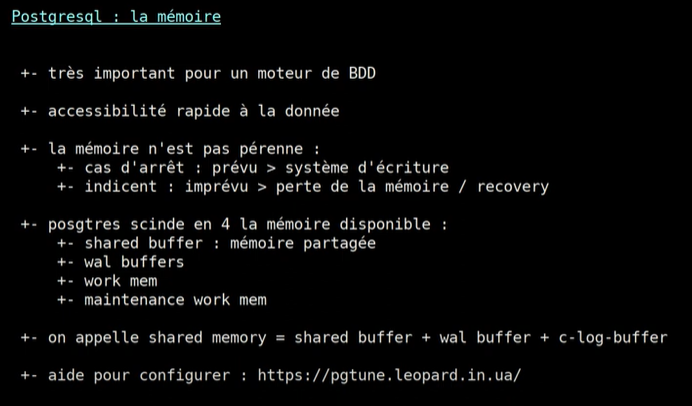 Postgresql : la mémoire
+- très important pour un moteur de BDD
+- accessibilité rapide à la donnée
+- la mémoire n'est pas pérenne :
+- cas d'arrêt : prévu > système d'écriture
+- indicent : imprévu > perte de la mémoire / recovery
+- posgtres scinde en 4 la mémoire disponible :
+- shared buffer : mémoire partagée
+- wal buffers
+- work mem
+- maintenance work mem
+- on appelle shared memory = shared buffer + wal buffer + c-log-buffer
+- aide pour configurer : https://pgtune.leopard.in.ua/